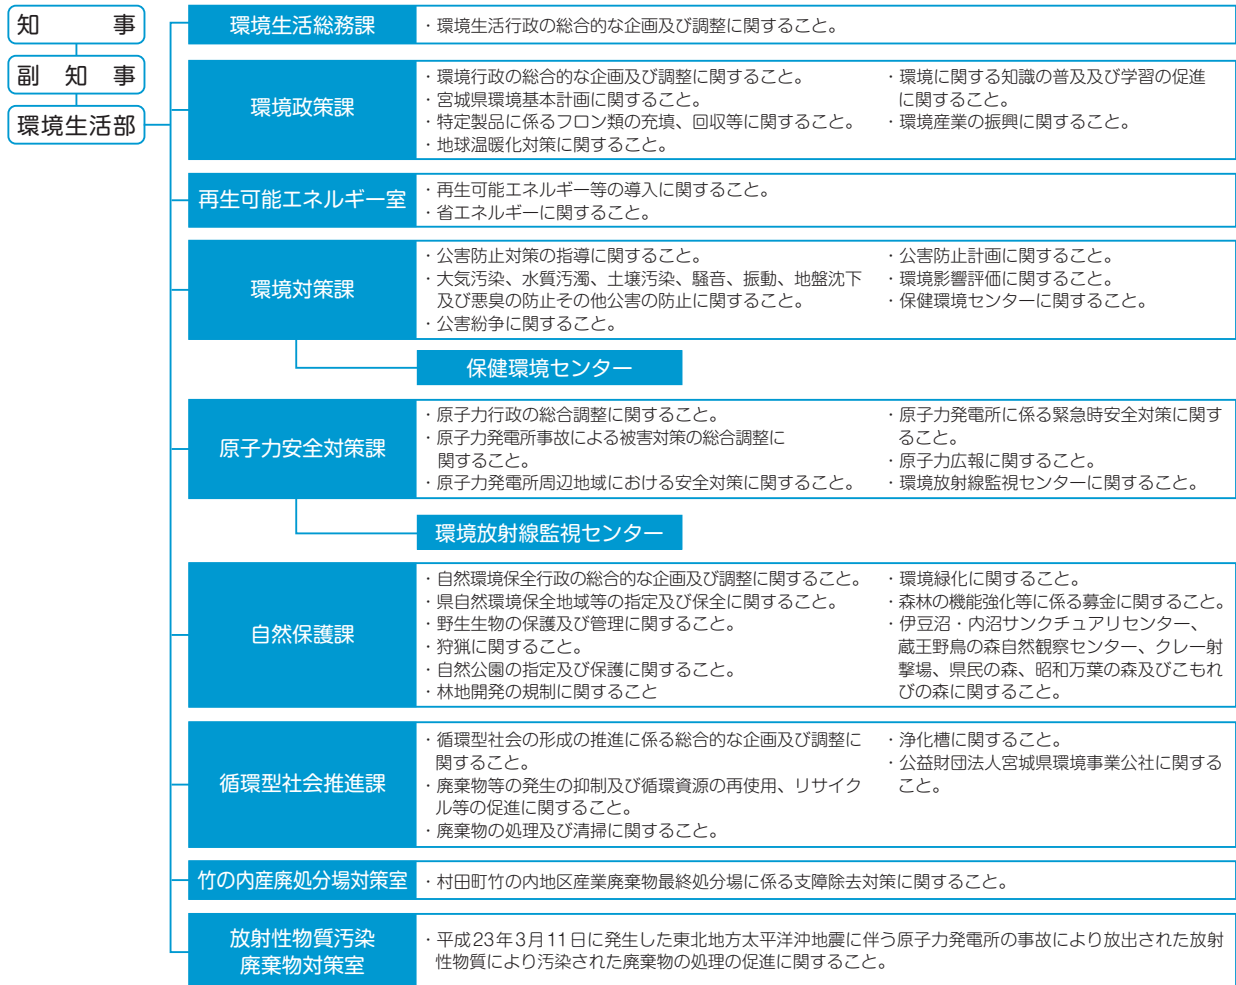 知　　事
副 知 事
環境生活部
環境生活総務課
・環境生活行政の総合的な企画及び調整に関すること。
環境政策課
・環境行政の総合的な企画及び調整に関すること。
・宮城県環境基本計画に関すること。
・特定製品に係るフロン類の充填、回収等に関すること。
・地球温暖化対策に関すること。
・環境に関する知識の普及及び学習の促進
に関すること。
・環境産業の振興に関すること。
再生可能エネルギー室
・再生可能エネルギー等の導入に関すること。
・省エネルギーに関すること。
環境対策課
・公害防止対策の指導に関すること。
・大気汚染、水質汚濁、土壌汚染、騒音、振動、地盤沈下
及び悪臭の防止その他公害の防止に関すること。
・公害紛争に関すること。
・公害防止計画に関すること。
・環境影響評価に関すること。
・保健環境センターに関すること。
保健環境センター
原子力安全対策課
・原子力行政の総合調整に関すること。
・原子力発電所事故による被害対策の総合調整に
関すること。
・原子力発電所周辺地域における安全対策に関すること。
・原子力発電所に係る緊急時安全対策に関す
ること。
・原子力広報に関すること。
・環境放射線監視センターに関すること。
環境放射線監視センター
自然保護課
・自然環境保全行政の総合的な企画及び調整に関すること。
・県自然環境保全地域等の指定及び保全に関すること。
・野生生物の保護及び管理に関すること。
・狩猟に関すること。
・自然公園の指定及び保護に関すること。
・林地開発の規制に関すること
・環境緑化に関すること。
・森林の機能強化等に係る募金に関すること。
・伊豆沼・内沼サンクチュアリセンター、
蔵王野鳥の森自然観察センター、クレー射
撃場、県民の森、昭和万葉の森及びこもれ
びの森に関すること。
循環型社会推進課
・循環型社会の形成の推進に係る総合的な企画及び調整に
関すること。
・廃棄物等の発生の抑制及び循環資源の再使用、リサイク
ル等の促進に関すること。
・廃棄物の処理及び清掃に関すること。
・浄化槽に関すること。
・公益財団法人宮城県環境事業公社に関する
こと。
竹の内産廃処分場対策室
・村田町竹の内地区産業廃棄物最終処分場に係る支障除去対策に関すること。
放射性物質汚染
廃棄物対策室
・平成23年3月11日に発生した東北地方太平洋沖地震に伴う原子力発電所の事故により放出された放射
性物質により汚染された廃棄物の処理の促進に関すること。